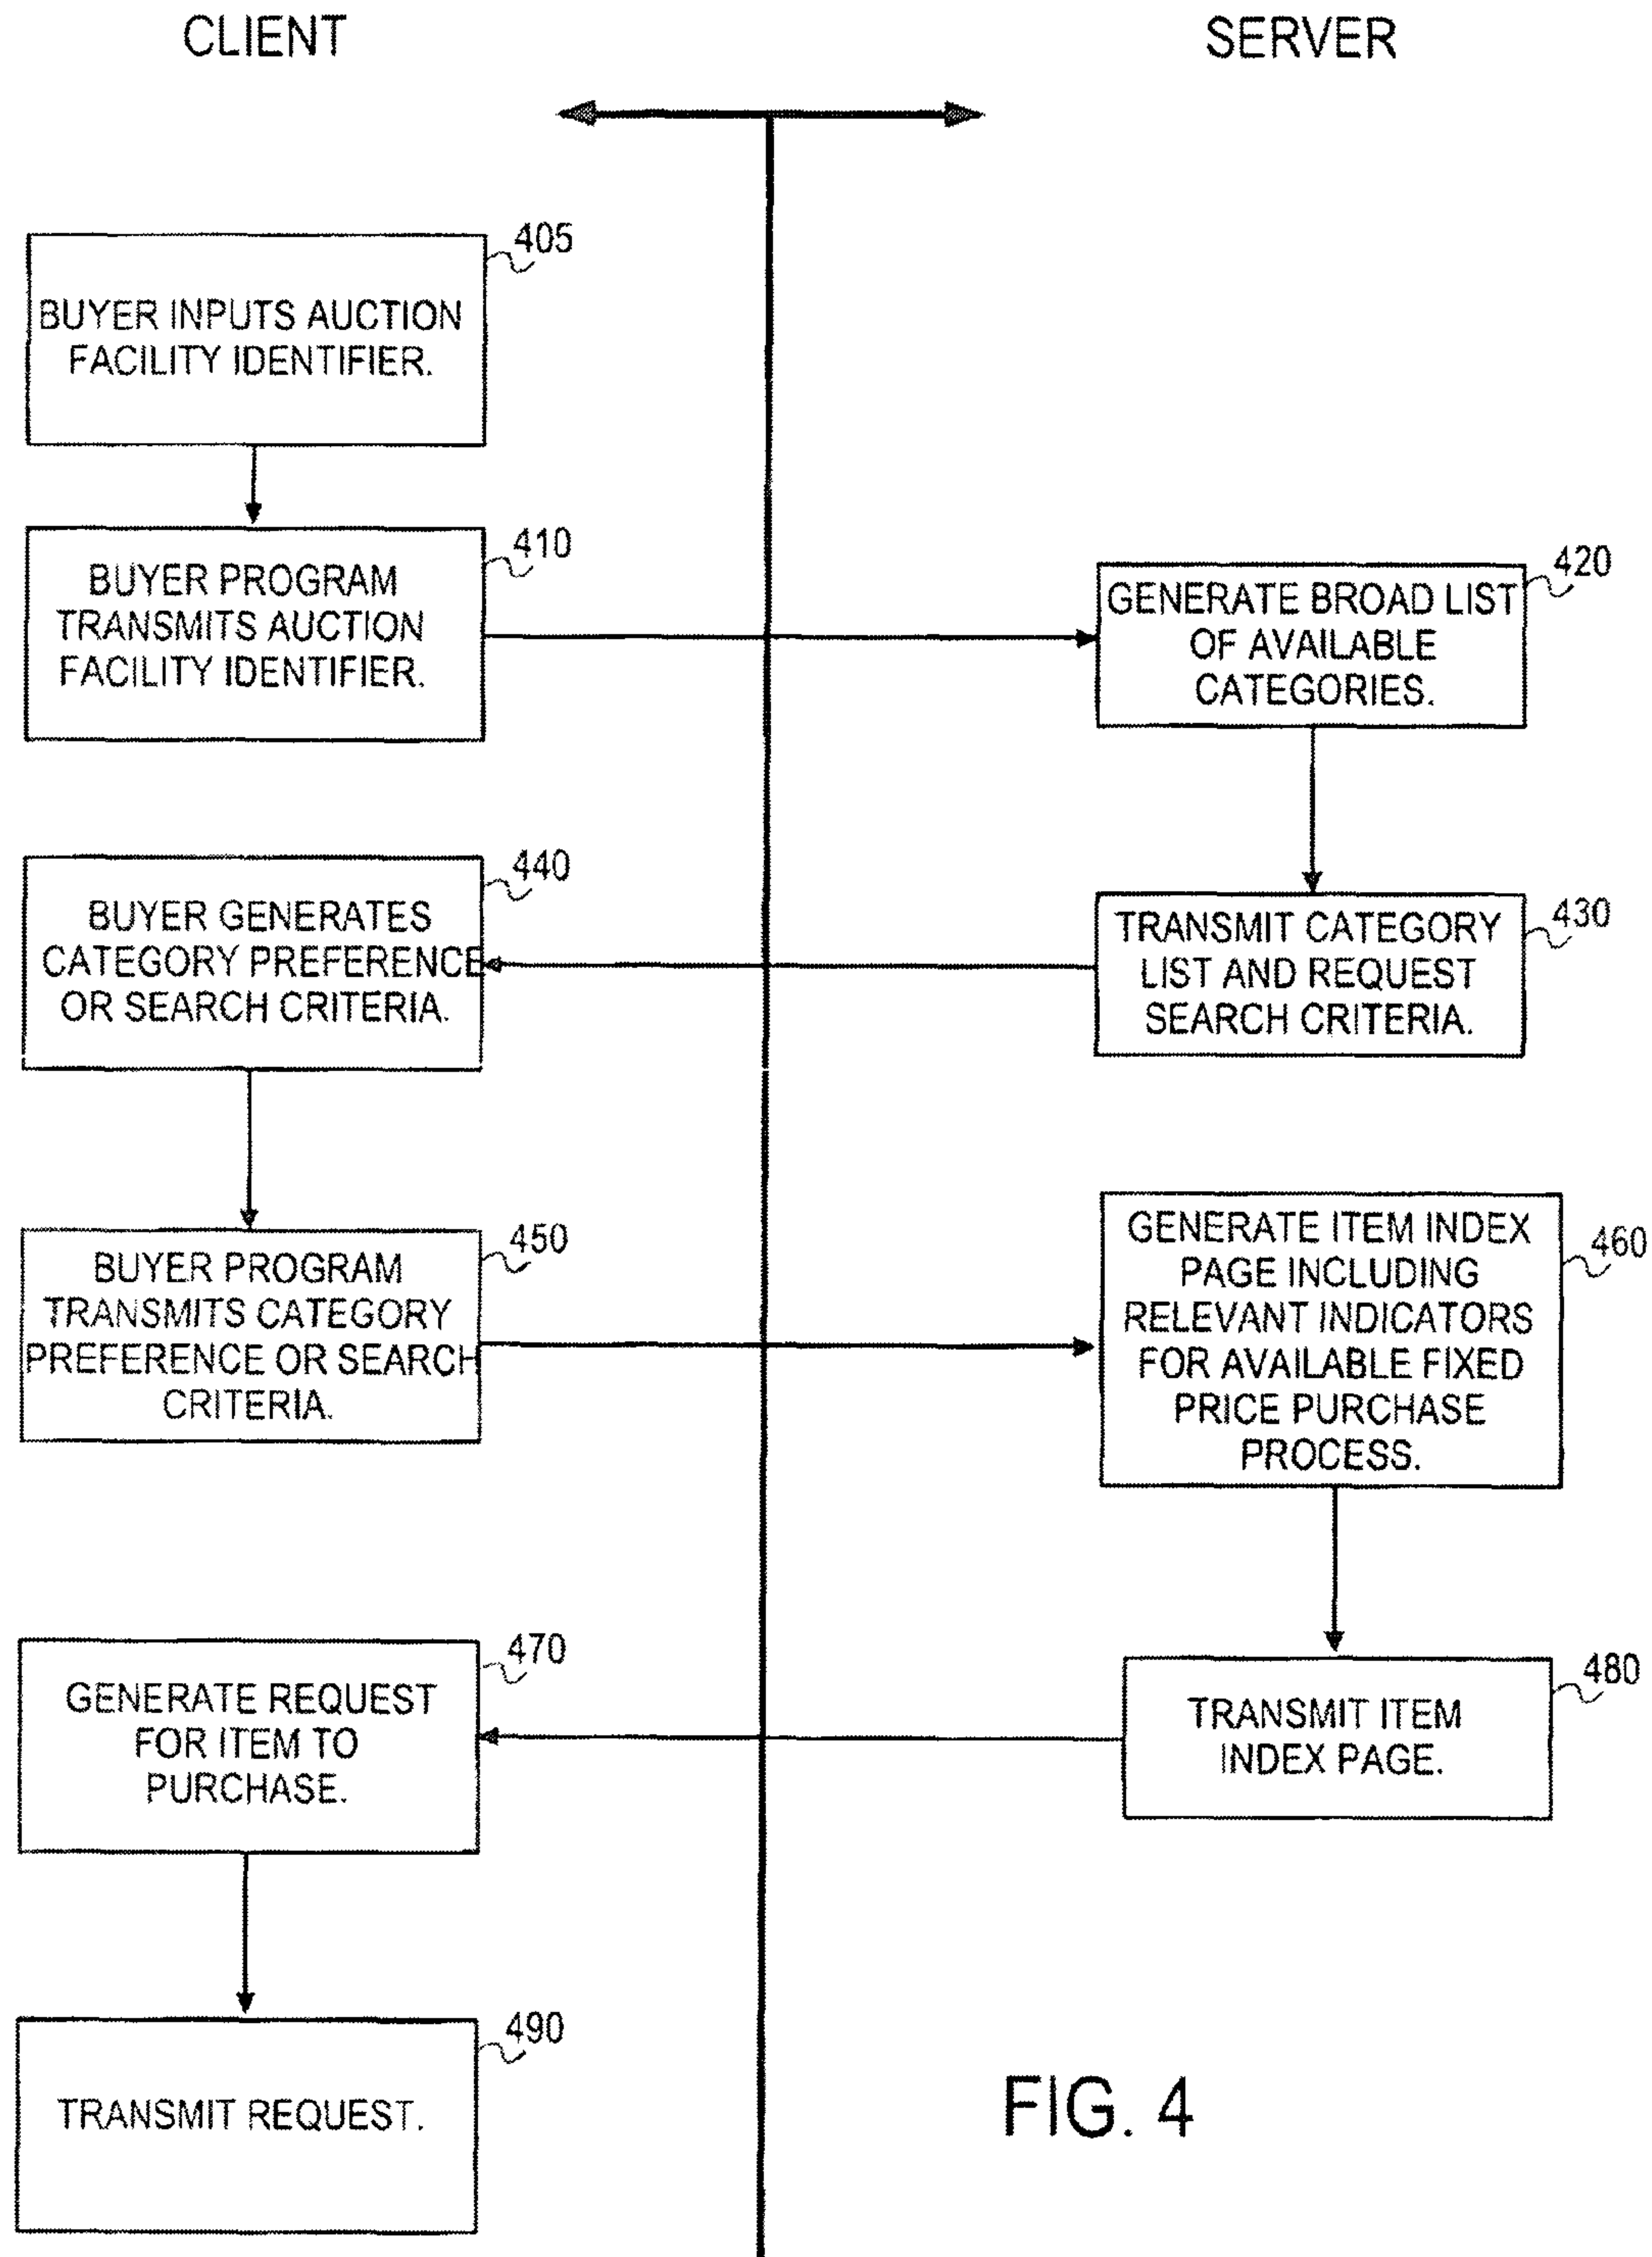 CLIENT
SERVER
405
BUYER INPUTS AUCTION
FACILITY IDENTIFIER.
410
BUYER PROGRAM
TRANSMITS AUCTION
FACILITY IDENTIFIER.
420
GENERATE BROAD LIST
OF AVAILABLE
CATEGORIES.
430
TRANSMIT CATEGORY
LIST AND REQUEST
SEARCH CRITERIA.
440
BUYER GENERATES
CATEGORY PREFERENCE
OR SEARCH CRITERIA.
450
BUYER PROGRAM
TRANSMITS CATEGORY
PREFERENCE OR SEARCH
CRITERIA.
460
GENERATE ITEM INDEX
PAGE INCLUDING
RELEVANT INDICATORS
FOR AVAILABLE FIXED
PRICE PURCHASE
PROCESS.
480
TRANSMIT ITEM
INDEX PAGE.
470
GENERATE REQUEST
FOR ITEM TO
PURCHASE.
490
TRANSMIT REQUEST.
FIG. 4